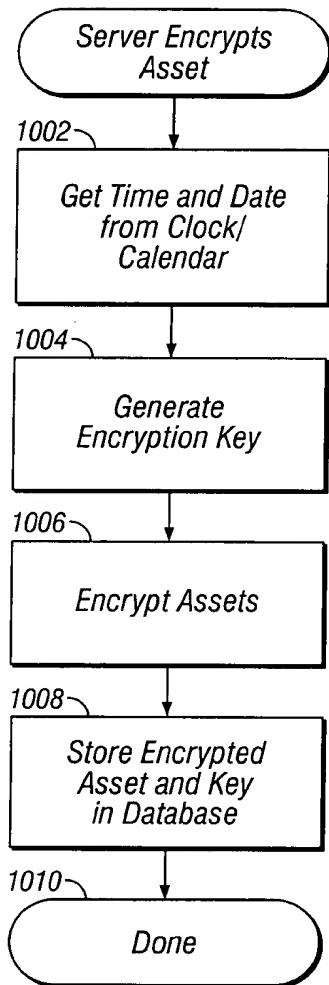 Server Encrypts
Asset
1002
Get Time and Date
from Clock/
Calendar
1004
Generate
Encryption Key
1006
Encrypt Assets
1008
Store Encrypted
Asset and Key
in Database
1010
Done